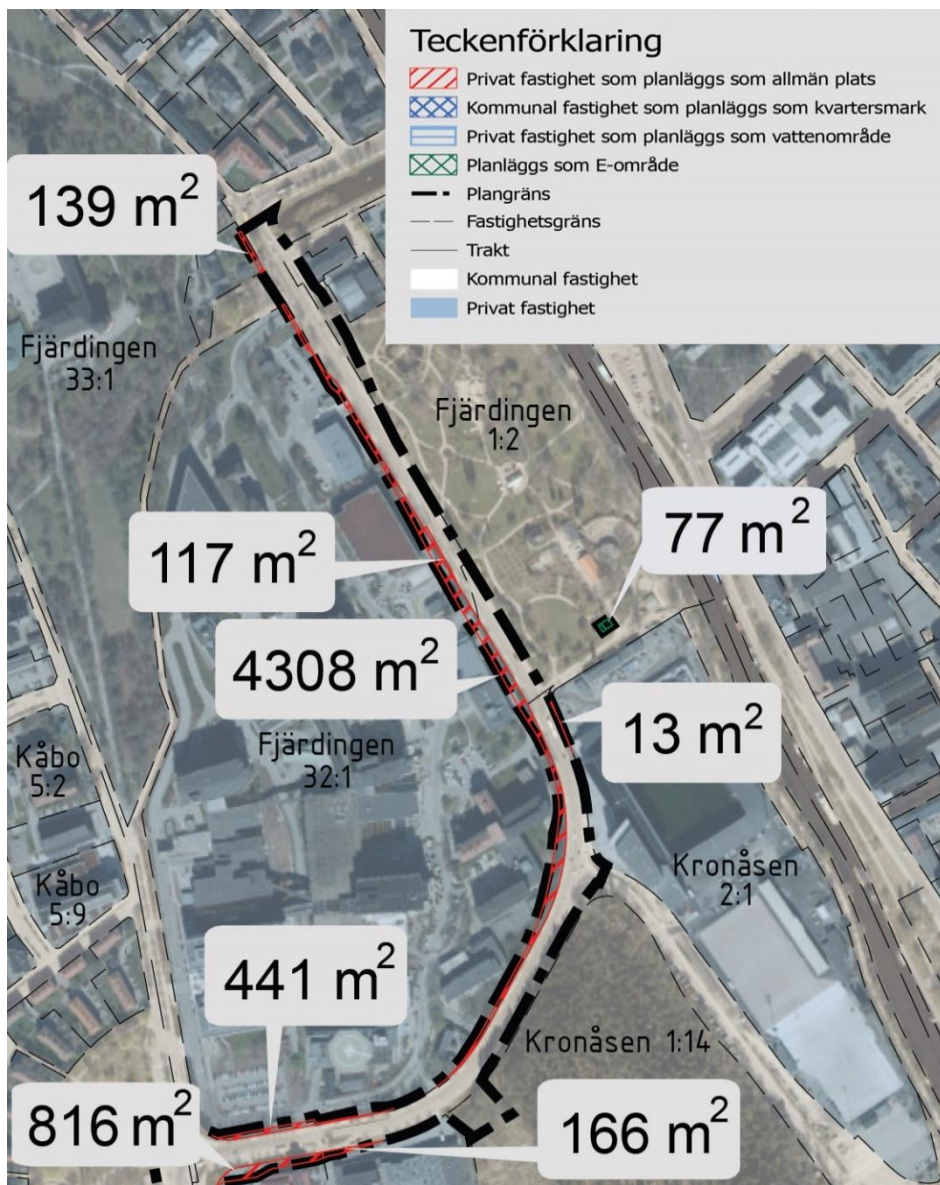 Teckenförklaring
Privat fastighet som planläggs som allmän plats
Kommunal fastighet som planläggs som kvartersmark
Privat fastighet som planläggs som vattenområde
Planläggs som E-område
Plangräns
Fastighetsgräns
Trakt
Kommunal fastighet
Privat fastighet
139 m²
Fjärdingen
33:1
Fjärdingen
1:2
77 m²
117 m²
4308 m²
13 m²
Fjärdingen
32:1
Kåbo
5:2
Kåbo
5:9
Kronåsen
2:1
441 m²
Kronåsen 1:14
816 m²
166 m²